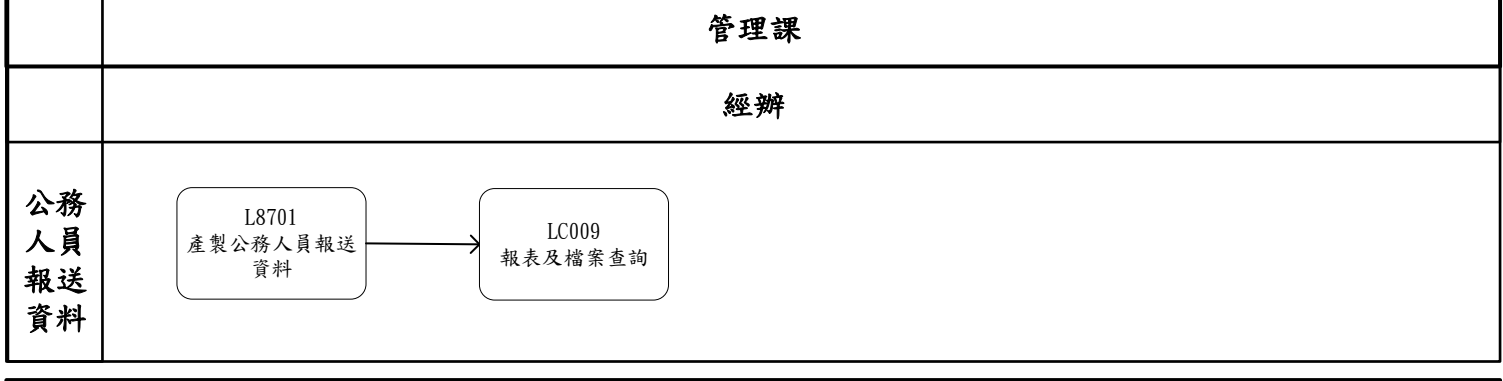 管理課
經辦
公務
人員
報送
資料
L8701
產製公務人員報送
資料
LC009
報表及檔案查詢